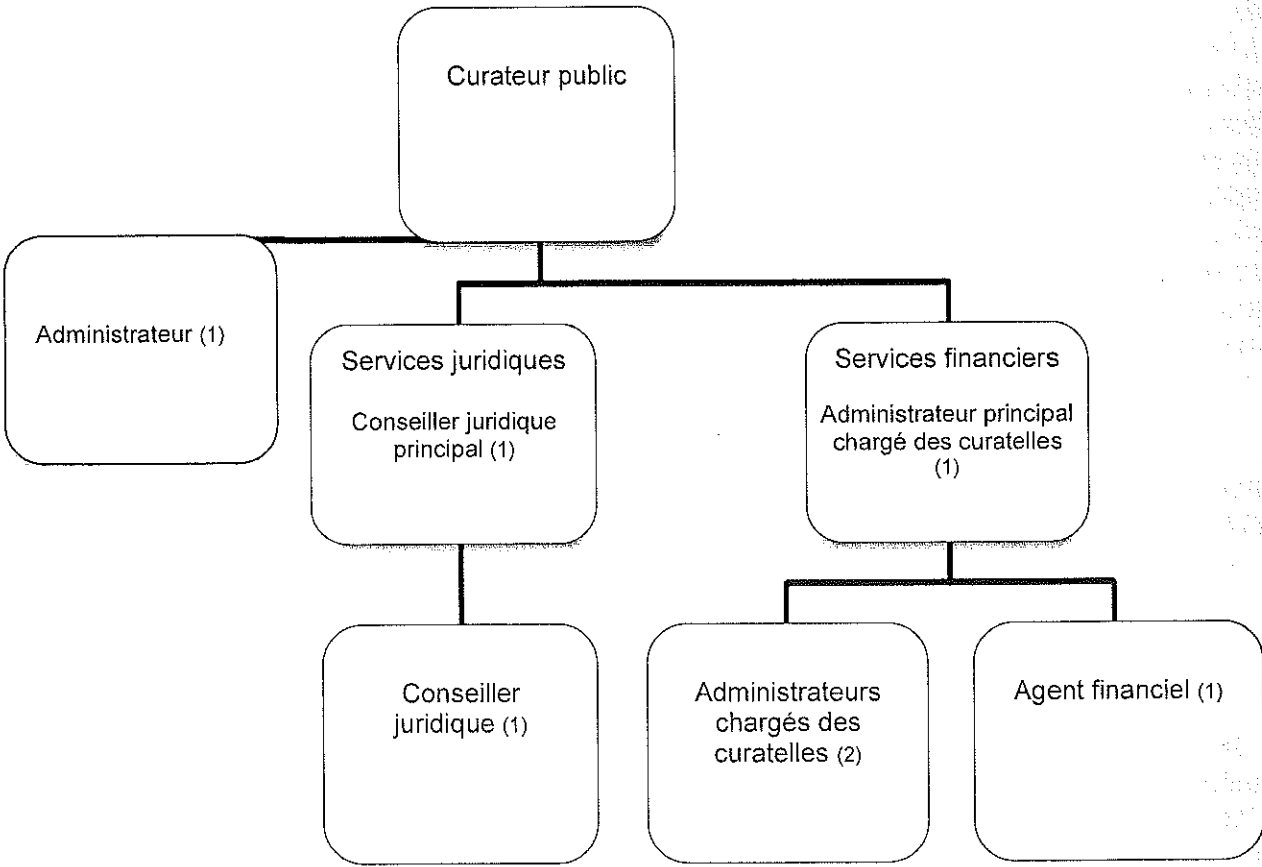 Curateur public
Administrateur (1)
Services juridiques
Conseiller juridique
principal (1)
Services financiers
Administrateur principal
chargé des curatelles
(1)
Conseiller
juridique (1)
Administrateurs
chargés des
curatelles (2)
Agent financiel (1)